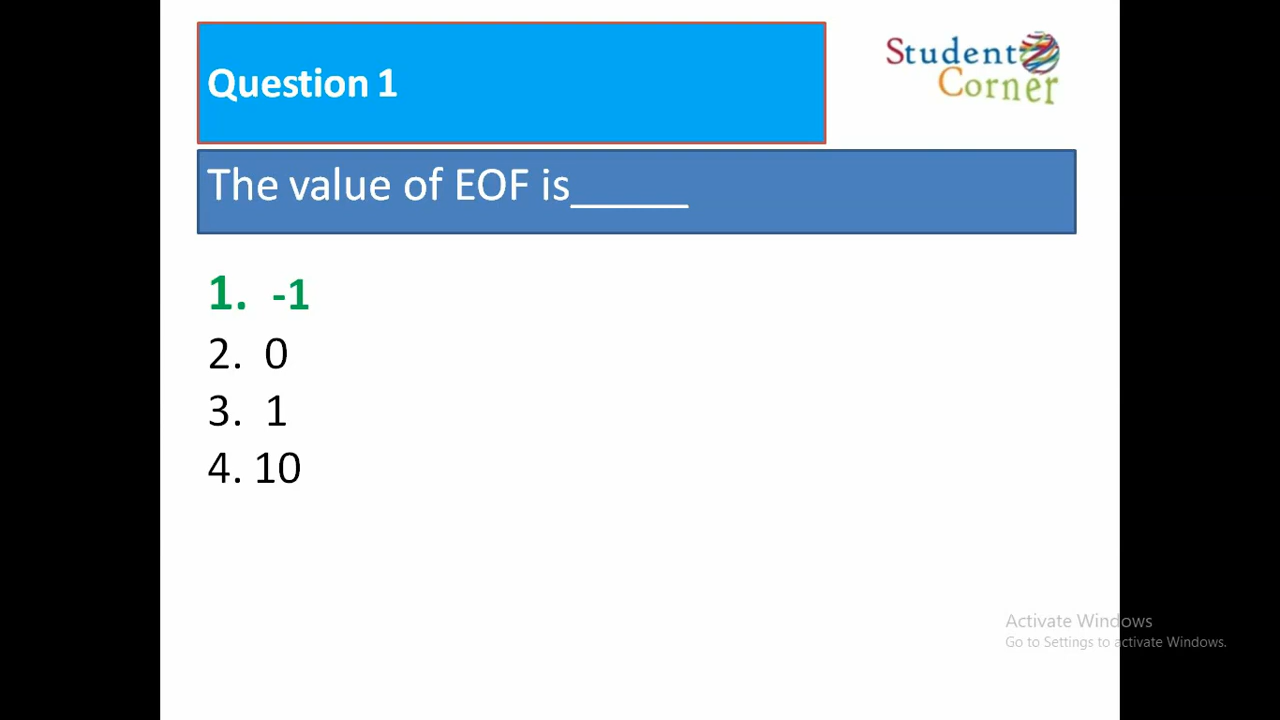 Question 1
Student
Corner
The value of EOF is______
1. -1
2. 0
3. 1
4. 10
Activate Windows
Go to Settings to activate Windows.